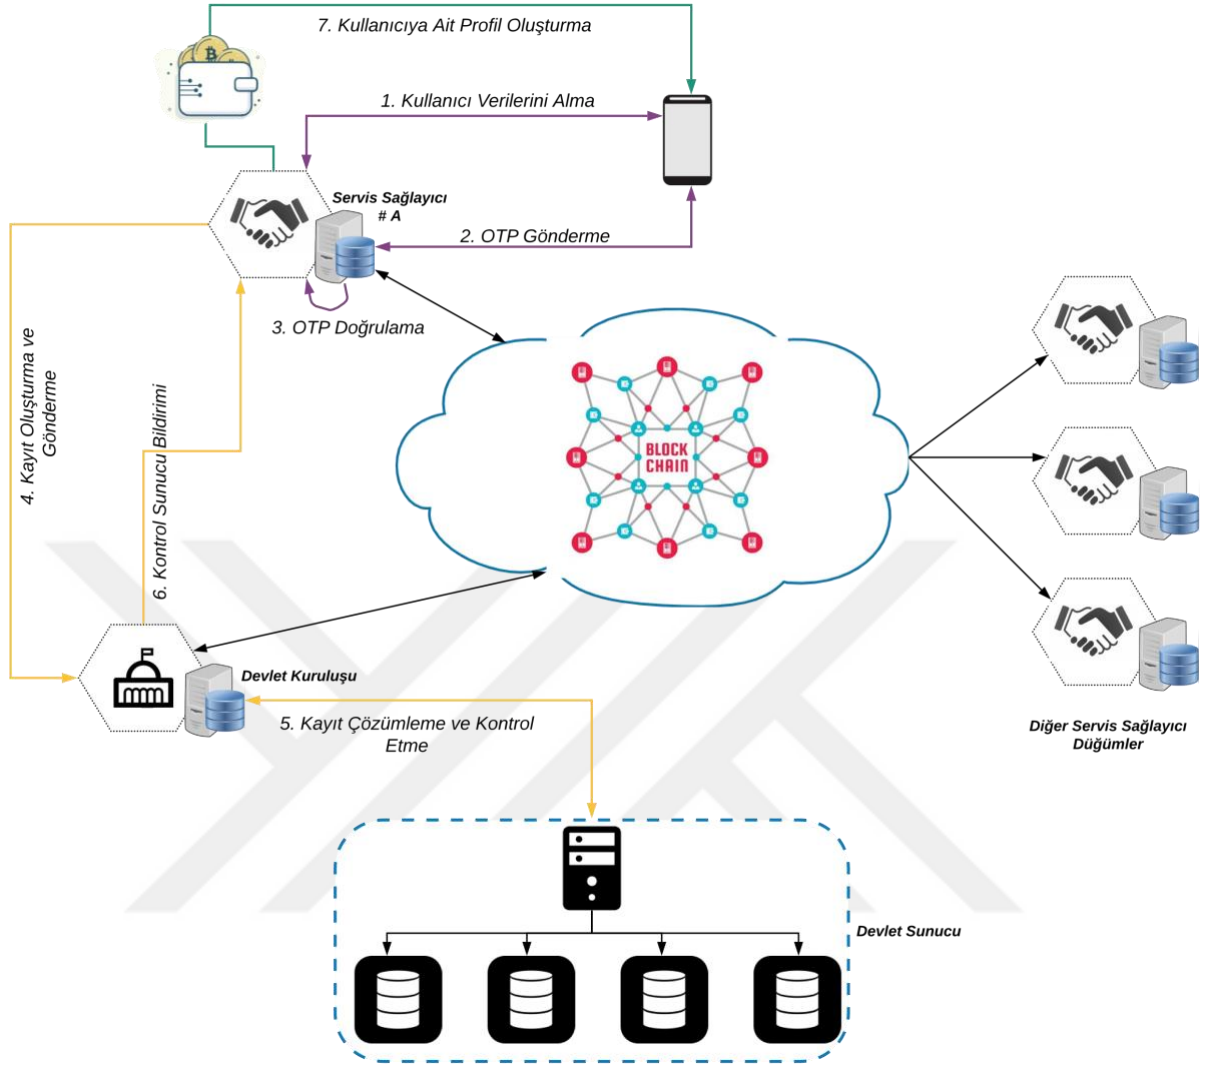 7. Kullanıcıya Ait Profil Oluşturma
1. Kullanıcı Verilerini Alma
Servis Sağlayıcı
# A
2. OTP Gönderme
3. OTP Doğrulama
4. Kayıt Oluşturma ve
Gönderme
6. Kontrol Sunucu Bildirimi
BLOCK
CHAIN
Devlet Kuruluşu
5. Kayıt Çözümleme ve Kontrol
Etme
Diğer Servis Sağlayıcı
Düğümler
Devlet Sunucu